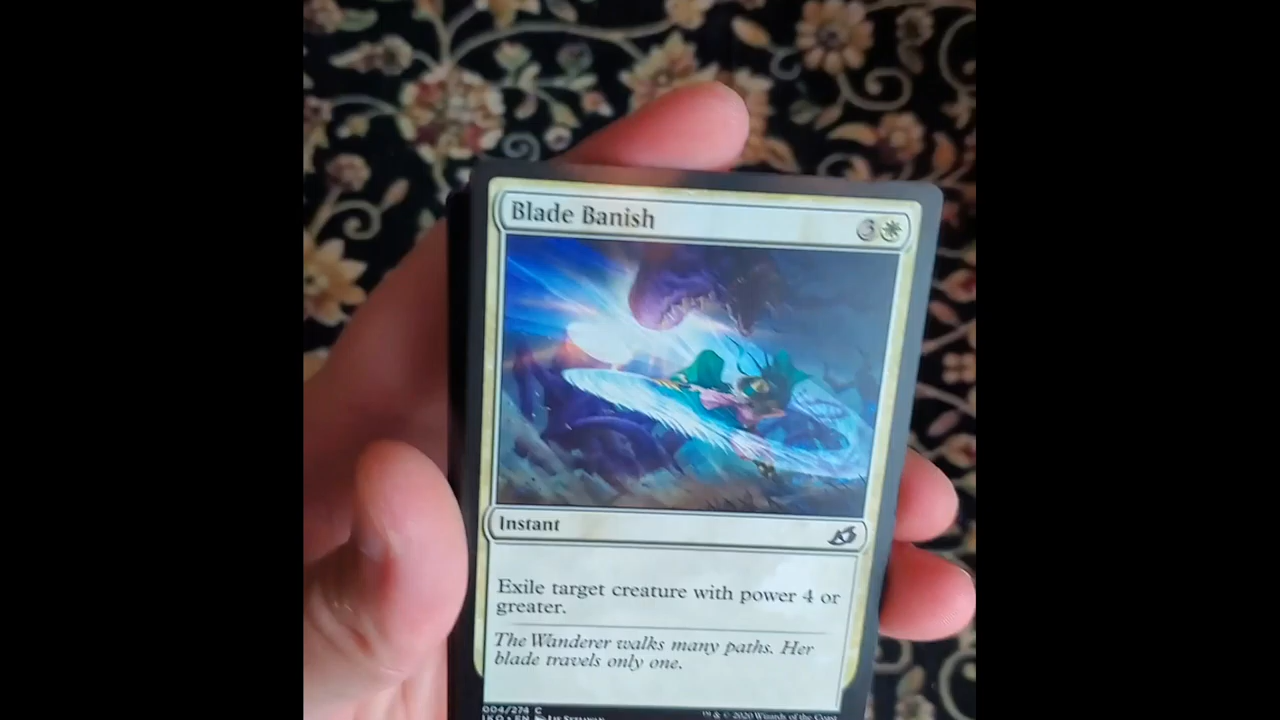 Blade Banish
3
Instant
Exile target creature with power 4 or
greater.
The Wanderer walks many paths. Her
blade travels only one.
004/274 C
IKO • EN
™ & © 2020 Wizards of the Coast